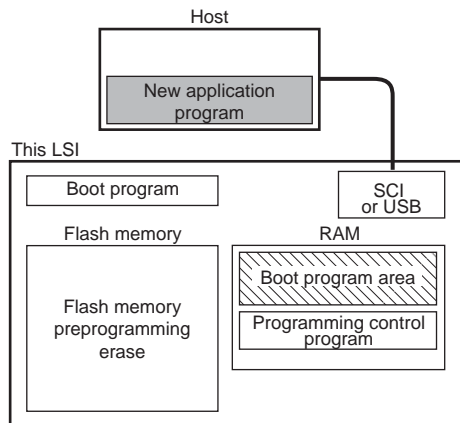 Host
New application
program
This LSI
Boot program
SCI
or USB
Flash memory
RAM
Flash memory
preprogramming
erase
Boot program area
Programming control
program